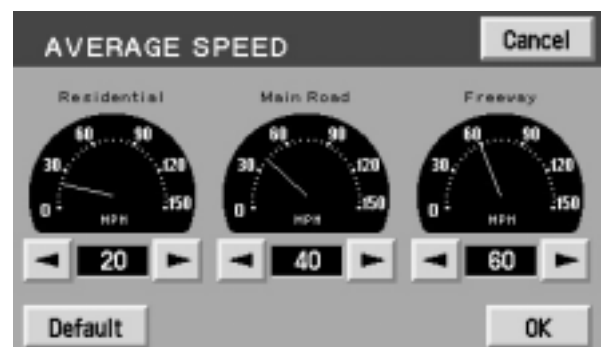 AVERAGE SPEED Cancel
Residential Main Road Freeway
60 90 60 90 60 90
30 120 30 120 30 120
0 150 0 150 0 150
MPH MPH MPH
20 40 60
Default OK